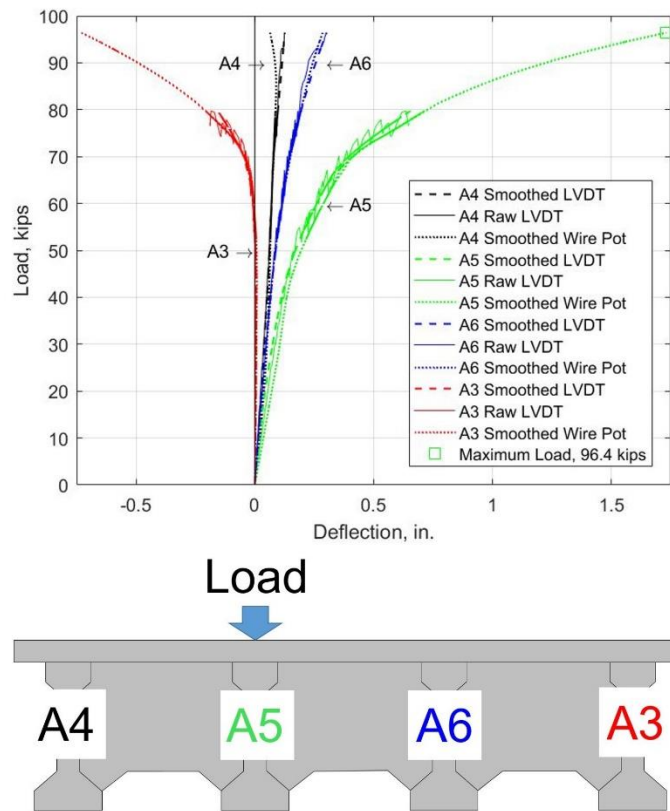 100
90
80
70
60
50
40
30
20
10
0
Load, kips
A4
A6
A5
A3
A4 Smoothed LVDT
A4 Raw LVDT
A4 Smoothed Wire Pot
A5 Smoothed LVDT
A5 Raw LVDT
A5 Smoothed Wire Pot
A6 Smoothed LVDT
A6 Raw LVDT
A6 Smoothed Wire Pot
A3 Smoothed LVDT
A3 Raw LVDT
A3 Smoothed Wire Pot
Maximum Load, 96.4 kips
-0.5 0 0.5 1 1.5
Deflection, in.
Load
A4 A5 A6 A3